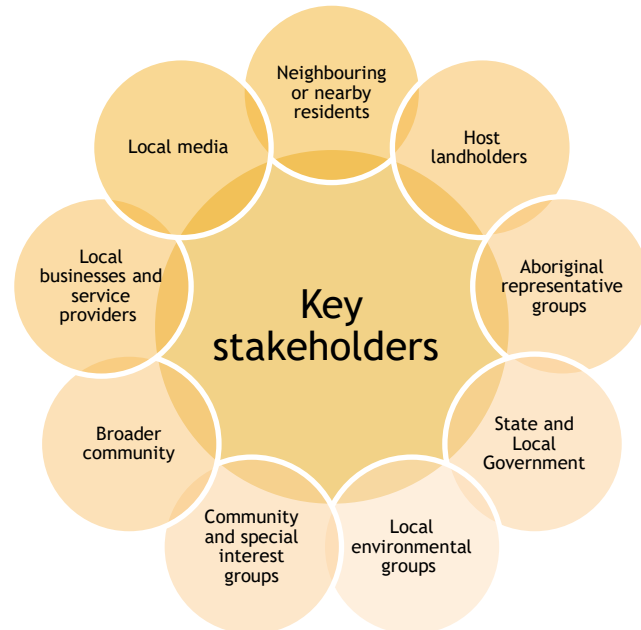 Neighbouring
or nearby
residents
Host
landholders
Aboriginal
representative
groups
State and
Local
Government
Local
environmental
groups
Community
and special
interest
groups
Broader
community
Local
businesses and
service
providers
Local media
Key
stakeholders